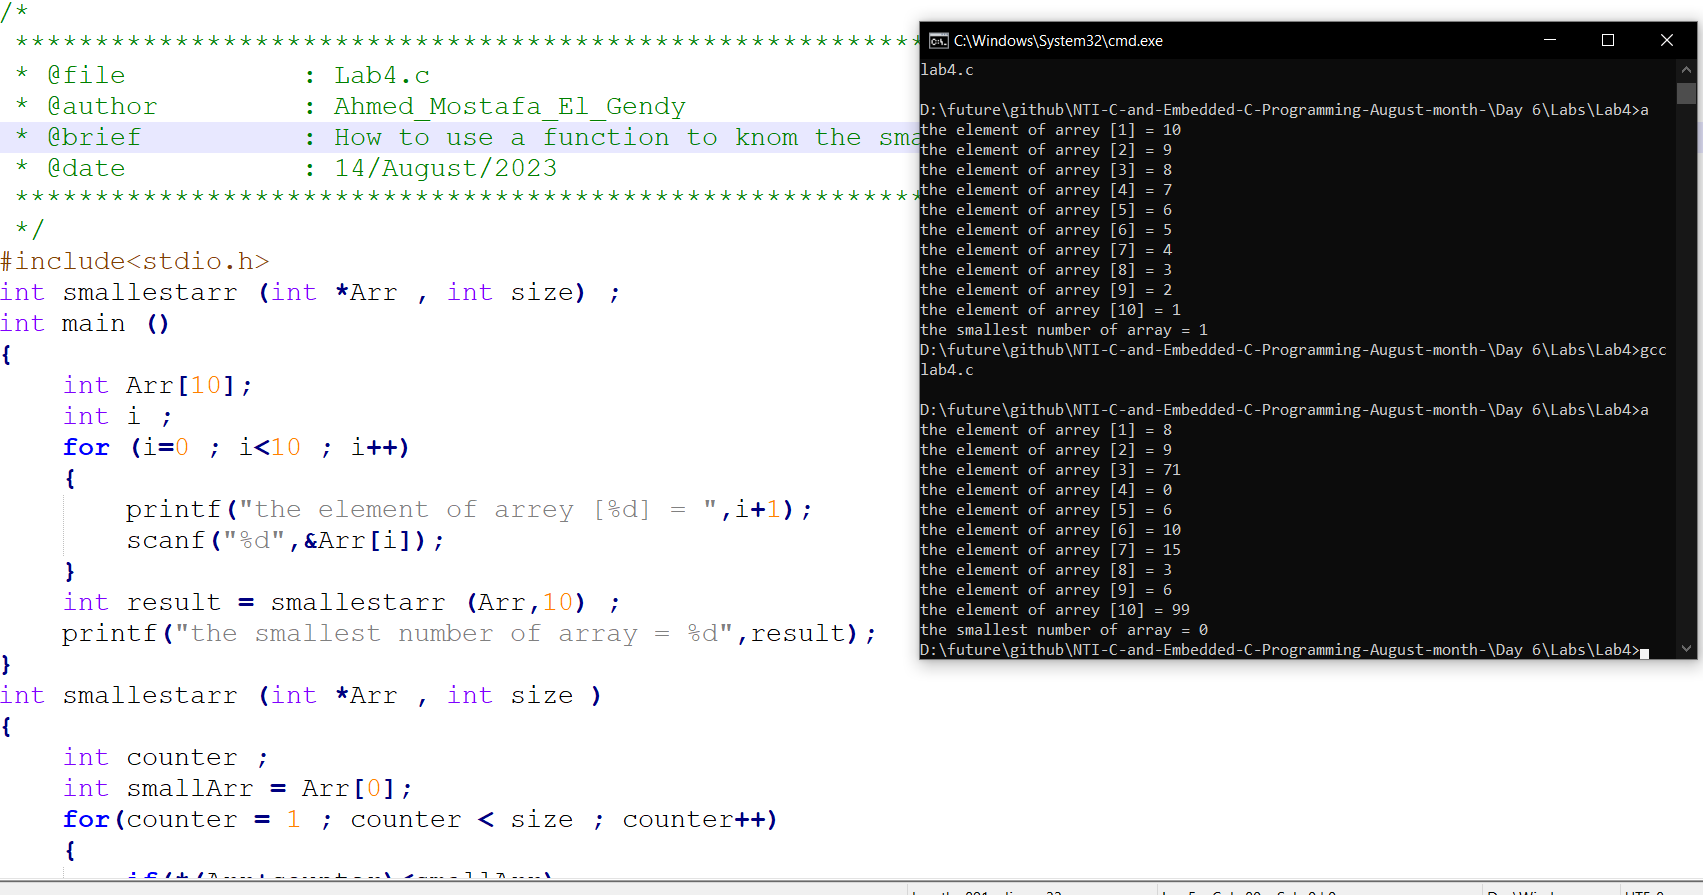 /*
*********************************************************
* @file : Lab4.c
* @author : Ahmed_Mostafa_El_Gendy
* @brief : How to use a function to knom the sma
* @date : 14/August/2023
*********************************************************
*/
#include<stdio.h>
int smallestarr (int *Arr , int size) ;
int main ()
{
int Arr[10];
int i ;
for (i=0 ; i<10 ; i++)
{
printf("the element of arrey [%d] = ",i+1);
scanf("%d",&Arr[i]);
}
int result = smallestarr (Arr,10) ;
printf("the smallest number of array = %d",result);
}
int smallestarr (int *Arr , int size )
{
int counter ;
int smallArr = Arr[0];
for(counter = 1 ; counter < size ; counter++)
{
if(*(Arr+counter)<smallArr)
C:\Windows\System32\cmd.exe
lab4.c
D:\future\github\NTI-C-and-Embedded-C-Programming-August-month-\Day 6\Labs\Lab4>a
the element of arrey [1] = 10
the element of arrey [2] = 9
the element of arrey [3] = 8
the element of arrey [4] = 7
the element of arrey [5] = 6
the element of arrey [6] = 5
the element of arrey [7] = 4
the element of arrey [8] = 3
the element of arrey [9] = 2
the element of arrey [10] = 1
the smallest number of array = 1
D:\future\github\NTI-C-and-Embedded-C-Programming-August-month-\Day 6\Labs\Lab4>gcc
lab4.c
D:\future\github\NTI-C-and-Embedded-C-Programming-August-month-\Day 6\Labs\Lab4>a
the element of arrey [1] = 8
the element of arrey [2] = 9
the element of arrey [3] = 71
the element of arrey [4] = 0
the element of arrey [5] = 6
the element of arrey [6] = 10
the element of arrey [7] = 15
the element of arrey [8] = 3
the element of arrey [9] = 6
the element of arrey [10] = 99
the smallest number of array = 0
D:\future\github\NTI-C-and-Embedded-C-Programming-August-month-\Day 6\Labs\Lab4>